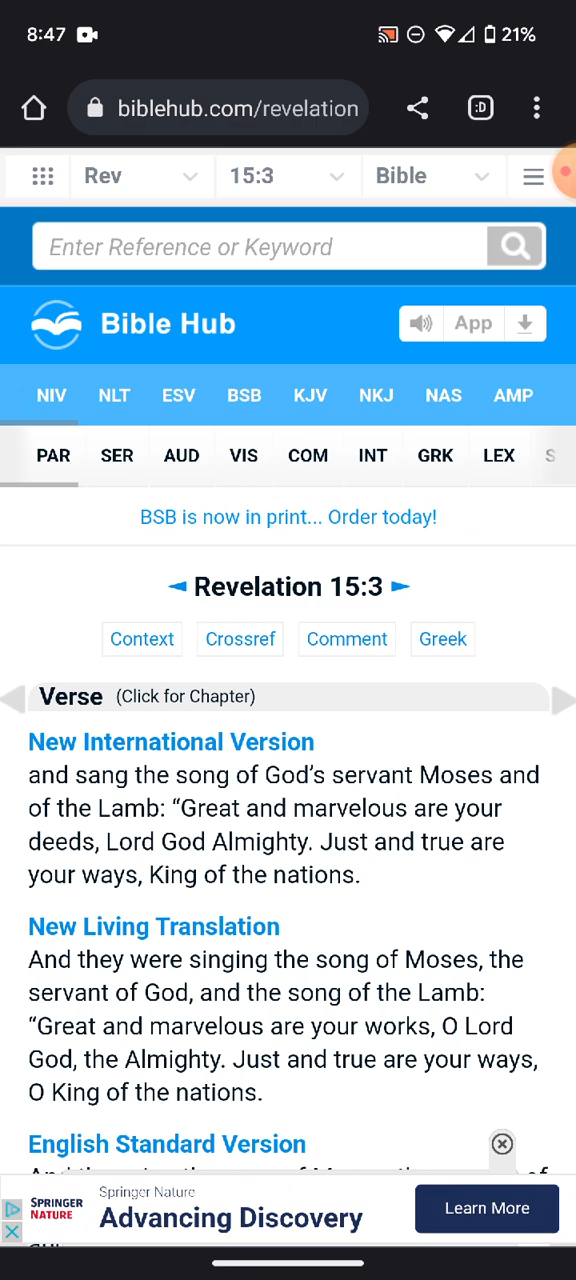 8:47 21%
biblehub.com/revelation :D
Rev 15:3 Bible
Enter Reference or Keyword
Bible Hub App
NIV NLT ESV BSB KJV NKJ NAS AMP
PAR SER AUD VIS COM INT GRK LEX S
BSB is now in print... Order today!
◄ Revelation 15:3 ►
Context Crossref Comment Greek
Verse (Click for Chapter)
New International Version
and sang the song of God’s servant Moses and
of the Lamb: “Great and marvelous are your
deeds, Lord God Almighty. Just and true are
your ways, King of the nations.
New Living Translation
And they were singing the song of Moses, the
servant of God, and the song of the Lamb:
“Great and marvelous are your works, O Lord
God, the Almighty. Just and true are your ways,
O King of the nations.
English Standard Version
SPRINGER NATURE
Springer Nature
Advancing Discovery
Learn More